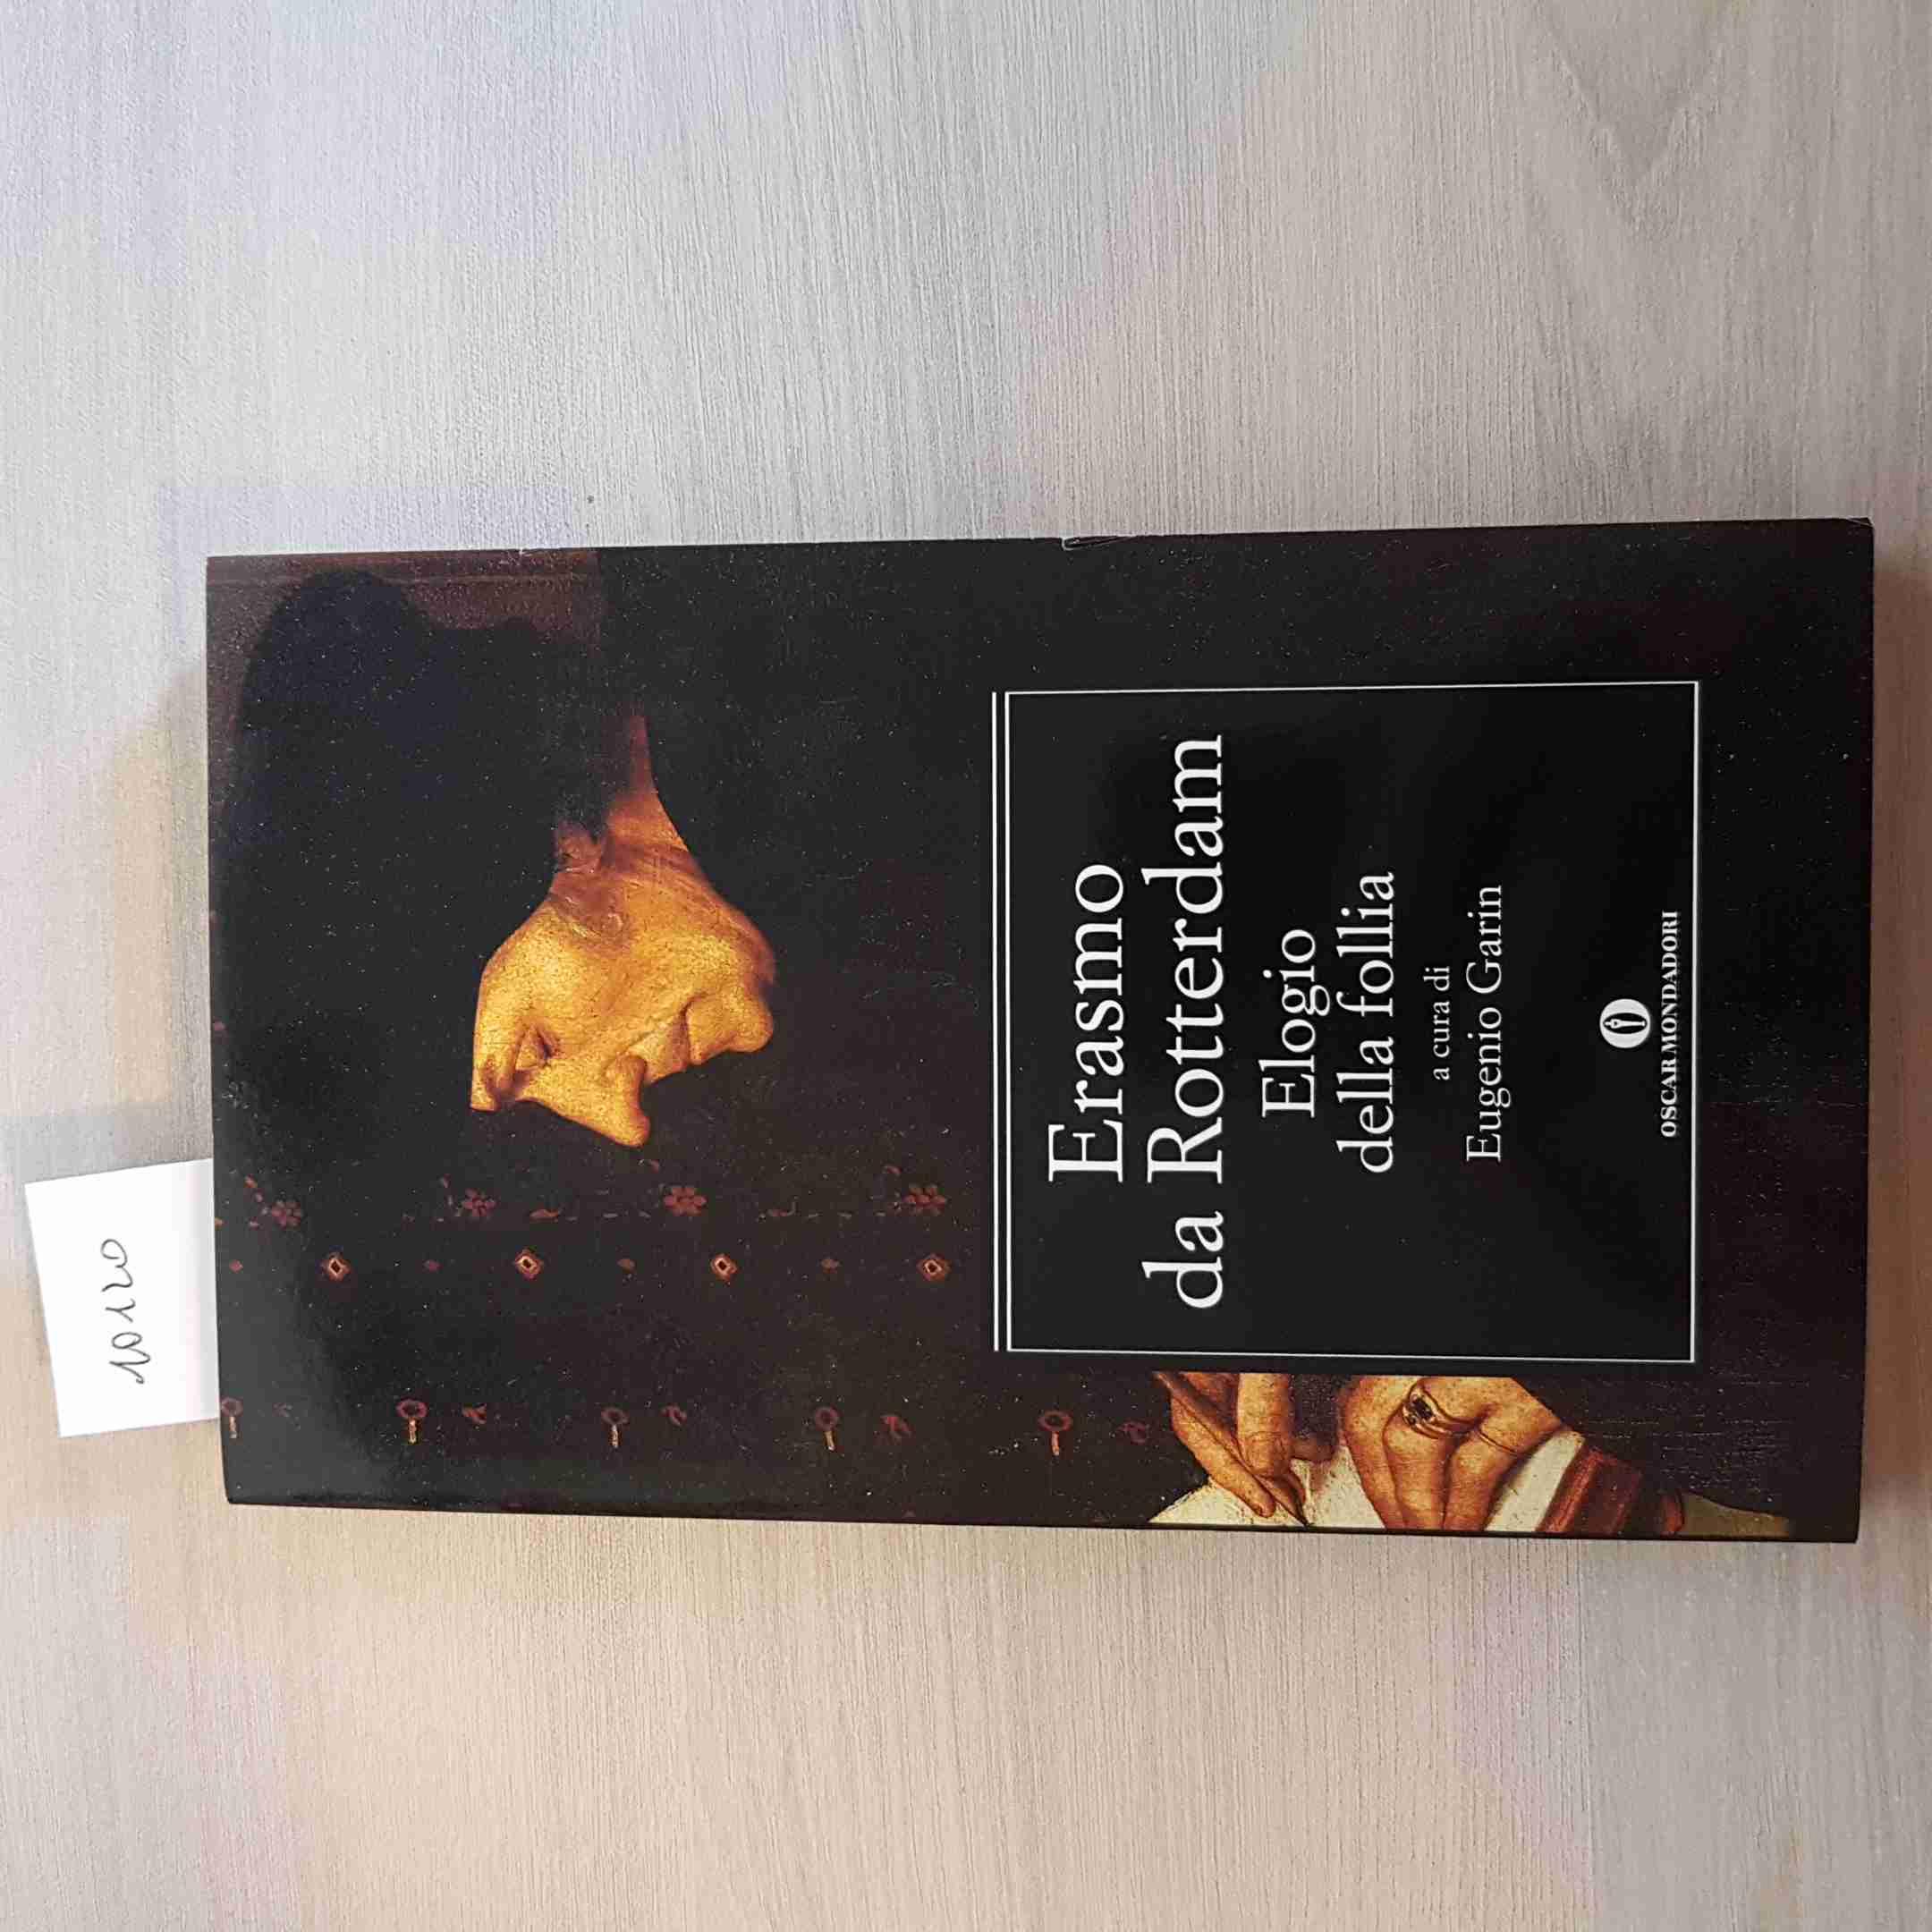 10120
Erasmo
da Rotterdam
Elogio
della follia
a cura di
Eugenio Garin
OSCAR MONDADORI